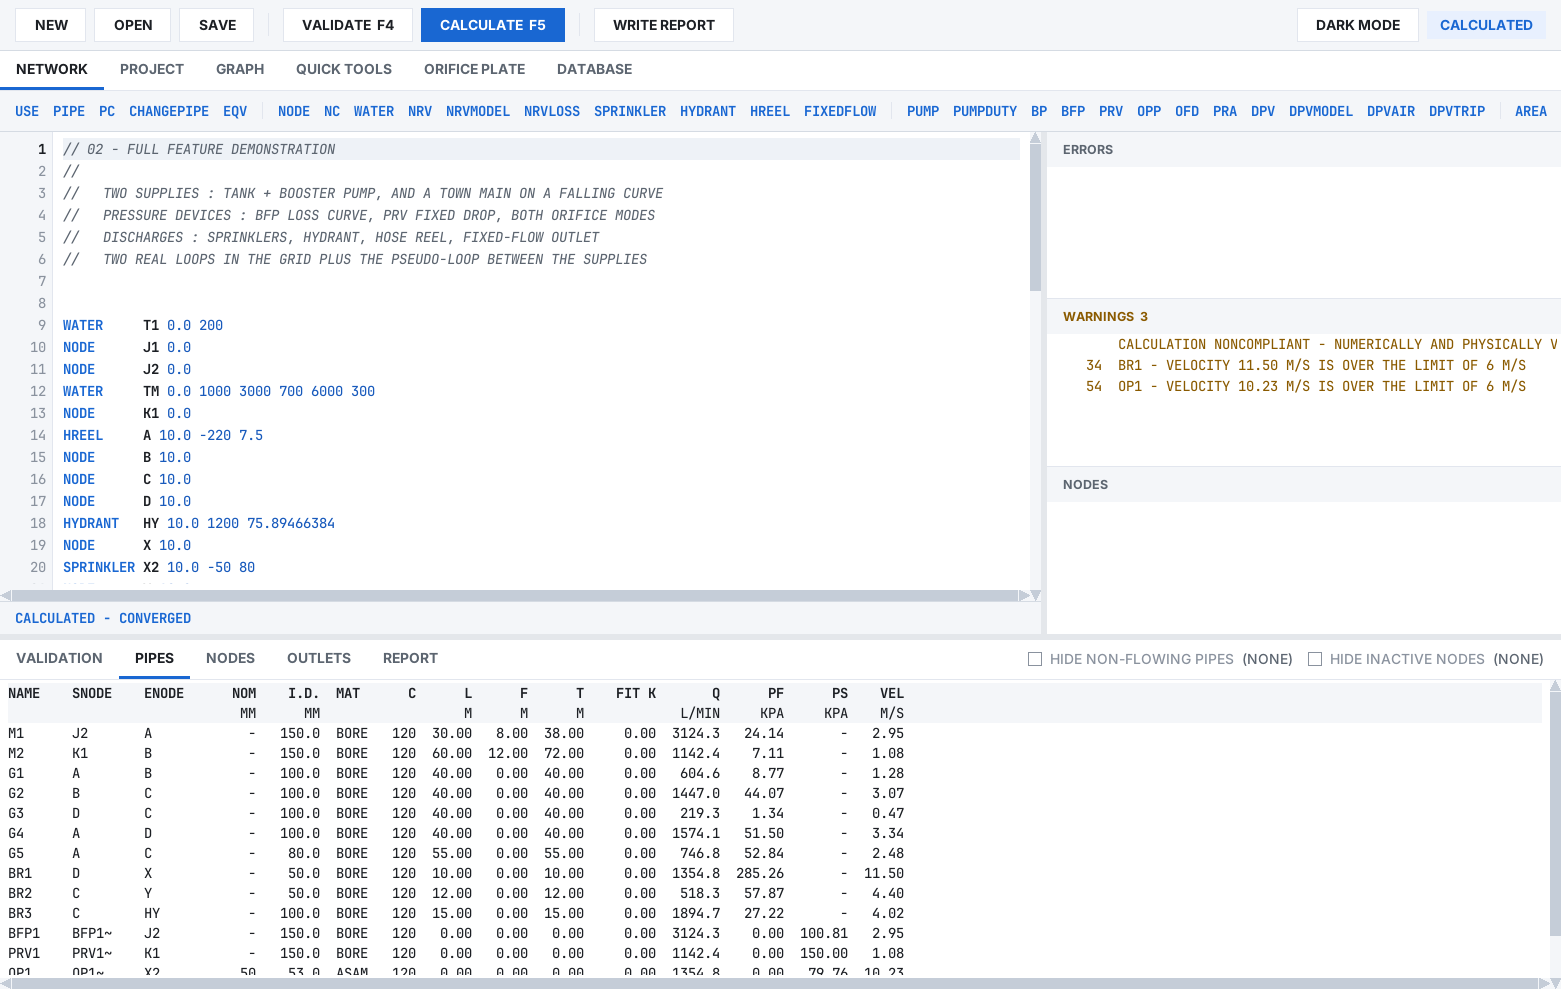 NEW OPEN SAVE VALIDATE F4 CALCULATE F5 WRITE REPORT DARK MODE CALCULATED
NETWORK PROJECT GRAPH QUICK TOOLS ORIFICE PLATE DATABASE
USE PIPE PC CHANGEPIPE EQV NODE NC WATER NRV NRVMODEL NRVLOSS SPRINKLER HYDRANT HREEL FIXEDFLOW PUMP PUMPDUTY BP BFP PRV OPP OFD PRA DPV DPVMODEL DPVAIR DPVTRIP AREA
1 // 02 - FULL FEATURE DEMONSTRATION
2 //
3 // TWO SUPPLIES : TANK + BOOSTER PUMP, AND A TOWN MAIN ON A FALLING CURVE
4 // PRESSURE DEVICES : BFP LOSS CURVE, PRV FIXED DROP, BOTH ORIFICE MODES
5 // DISCHARGES : SPRINKLERS, HYDRANT, HOSE REEL, FIXED-FLOW OUTLET
6 // TWO REAL LOOPS IN THE GRID PLUS THE PSEUDO-LOOP BETWEEN THE SUPPLIES
7
8
9 WATER T1 0.0 200
10 NODE J1 0.0
11 NODE J2 0.0
12 WATER TM 0.0 1000 3000 700 6000 300
13 NODE K1 0.0
14 HREEL A 10.0 -220 7.5
15 NODE B 10.0
16 NODE C 10.0
17 NODE D 10.0
18 HYDRANT HY 10.0 1200 75.89466384
19 NODE X 10.0
20 SPRINKLER X2 10.0 -50 80
CALCULATED - CONVERGED
ERRORS
WARNINGS 3
CALCULATION NONCOMPLIANT - NUMERICALLY AND PHYSICALLY V
34 BR1 - VELOCITY 11.50 M/S IS OVER THE LIMIT OF 6 M/S
54 OP1 - VELOCITY 10.23 M/S IS OVER THE LIMIT OF 6 M/S
NODES
VALIDATION PIPES NODES OUTLETS REPORT HIDE NON-FLOWING PIPES (NONE) HIDE INACTIVE NODES (NONE)
NAME SNODE ENODE NOM I.D. MAT C L F T FIT K Q PF PS VEL
MM MM M M M L/MIN KPA KPA M/S
M1 J2 A - 150.0 BORE 120 30.00 8.00 38.00 0.00 3124.3 24.14 - 2.95
M2 K1 B - 150.0 BORE 120 60.00 12.00 72.00 0.00 1142.4 7.11 - 1.08
G1 A B - 100.0 BORE 120 40.00 0.00 40.00 0.00 604.6 8.77 - 1.28
G2 B C - 100.0 BORE 120 40.00 0.00 40.00 0.00 1447.0 44.07 - 3.07
G3 D C - 100.0 BORE 120 40.00 0.00 40.00 0.00 219.3 1.34 - 0.47
G4 A D - 100.0 BORE 120 40.00 0.00 40.00 0.00 1574.1 51.50 - 3.34
G5 A C - 80.0 BORE 120 55.00 0.00 55.00 0.00 746.8 52.84 - 2.48
BR1 D X - 50.0 BORE 120 10.00 0.00 10.00 0.00 1354.8 285.26 - 11.50
BR2 C Y - 50.0 BORE 120 12.00 0.00 12.00 0.00 518.3 57.87 - 4.40
BR3 C HY - 100.0 BORE 120 15.00 0.00 15.00 0.00 1894.7 27.22 - 4.02
BFP1 BFP1~ J2 - 150.0 BORE 120 0.00 0.00 0.00 0.00 3124.3 0.00 100.81 2.95
PRV1 PRV1~ K1 - 150.0 BORE 120 0.00 0.00 0.00 0.00 1142.4 0.00 150.00 1.08
OP1 OP1~ X2 50 53.0 ASAM 120 0.00 0.00 0.00 0.00 1354.8 0.00 79.76 10.23